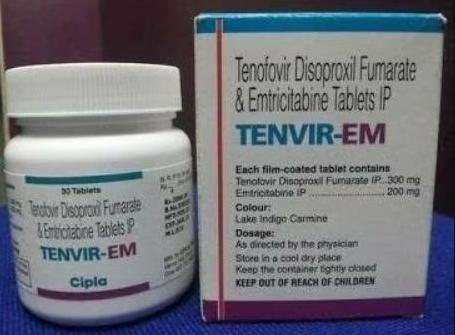 30 Tablets
Tenofovir Disoproxil Fumarate
& Emtricitabine Tablets IP
TENVIR-EM
Cipla
Tenofovir Disoproxil Fumarate
& Emtricitabine Tablets IP
TENVIR-EM
Each film-coated tablet contains
Tenofovir Disoproxil Fumarate IP...300 mg
Emtricitabine IP ........................ 200 mg
Colour:
Lake Indigo Carmine
Dosage:
As directed by the physician
Store in a cool dry place
Keep the container tightly closed
KEEP OUT OF REACH OF CHILDREN